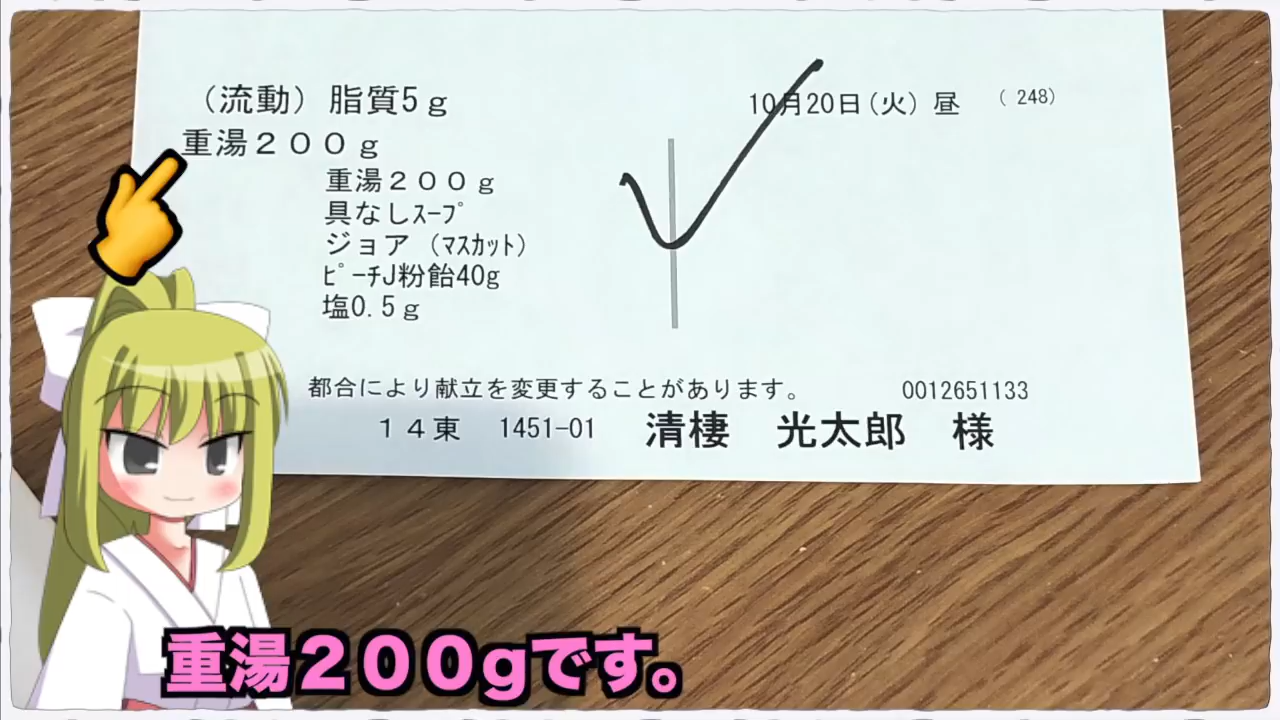 （流動）脂質5ｇ
10月20日(火) 昼 ( 248)
重湯２００ｇ
重湯２００ｇ
具なしｽｰﾌﾟ
ジョア（ﾏｽｶｯﾄ）
ﾋﾟｰﾁJ粉飴40g
塩0.5ｇ
都合により献立を変更することがあります。 0012651133
１４東 1451-01 清棲 光太郎 様
重湯２００gです。